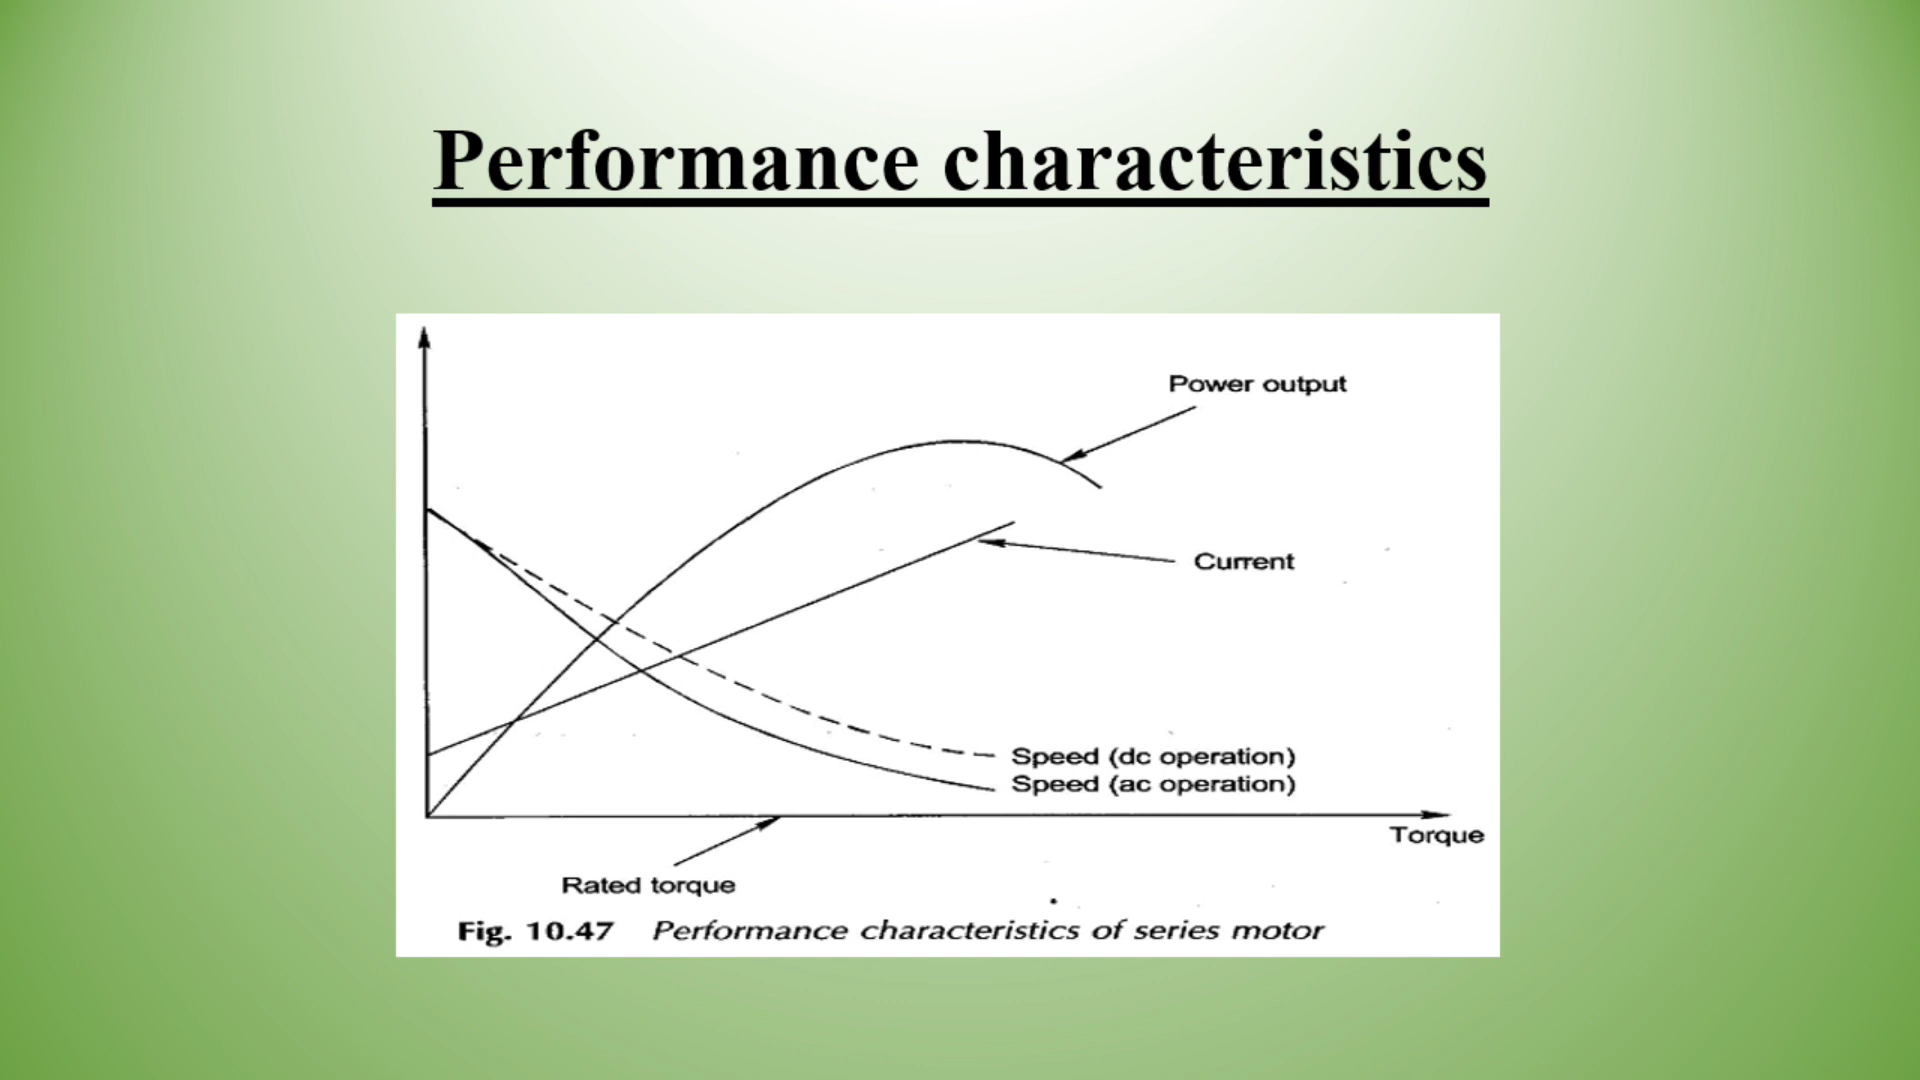 Performance characteristics
Power output
Current
Speed (dc operation)
Speed (ac operation)
Torque
Rated torque
Fig. 10.47 Performance characteristics of series motor